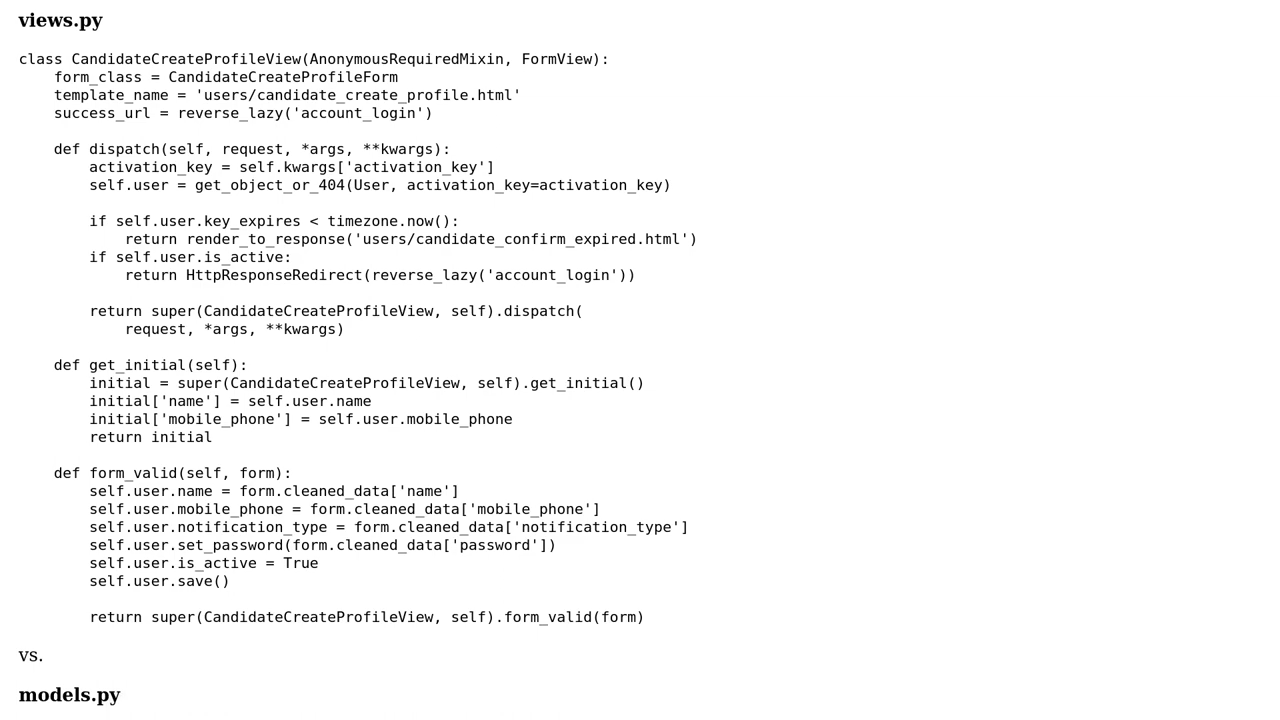 views.py
class CandidateCreateProfileView(AnonymousRequiredMixin, FormView):
    form_class = CandidateCreateProfileForm
    template_name = 'users/candidate_create_profile.html'
    success_url = reverse_lazy('account_login')

    def dispatch(self, request, *args, **kwargs):
        activation_key = self.kwargs['activation_key']
        self.user = get_object_or_404(User, activation_key=activation_key)

        if self.user.key_expires < timezone.now():
            return render_to_response('users/candidate_confirm_expired.html')
        if self.user.is_active:
            return HttpResponseRedirect(reverse_lazy('account_login'))

        return super(CandidateCreateProfileView, self).dispatch(
            request, *args, **kwargs)

    def get_initial(self):
        initial = super(CandidateCreateProfileView, self).get_initial()
        initial['name'] = self.user.name
        initial['mobile_phone'] = self.user.mobile_phone
        return initial

    def form_valid(self, form):
        self.user.name = form.cleaned_data['name']
        self.user.mobile_phone = form.cleaned_data['mobile_phone']
        self.user.notification_type = form.cleaned_data['notification_type']
        self.user.set_password(form.cleaned_data['password'])
        self.user.is_active = True
        self.user.save()

        return super(CandidateCreateProfileView, self).form_valid(form)
vs.
models.py